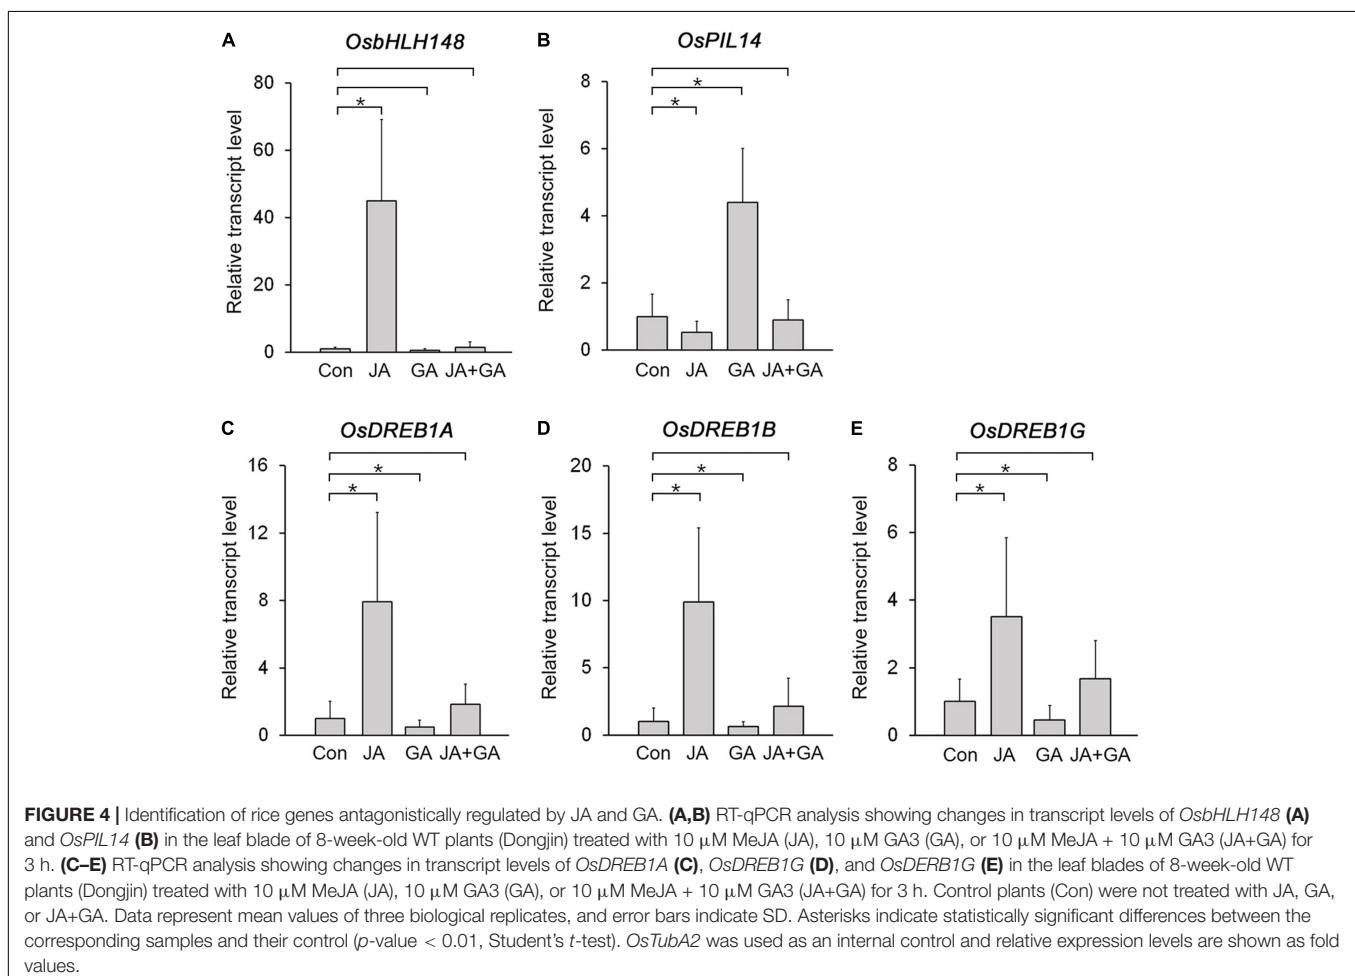 A OsbHLH148
*
Relative transcript level
80
60
40
20
0
Con JA GA JA+GA
B OsPIL14
*
*
Relative transcript level
8
6
4
2
0
Con JA GA JA+GA
C OsDREB1A
*
*
Relative transcript level
16
12
8
4
0
Con JA GA JA+GA
D OsDREB1B
*
*
Relative transcript level
20
15
10
5
0
Con JA GA JA+GA
E OsDREB1G
*
*
Relative transcript level
8
6
4
2
0
Con JA GA JA+GA
FIGURE 4 | Identification of rice genes antagonistically regulated by JA and GA. (A,B) RT-qPCR analysis showing changes in transcript levels of OsbHLH148 (A)
and OsPIL14 (B) in the leaf blade of 8-week-old WT plants (Dongjin) treated with 10 μM MeJA (JA), 10 μM GA3 (GA), or 10 μM MeJA + 10 μM GA3 (JA+GA) for
3 h. (C–E) RT-qPCR analysis showing changes in transcript levels of OsDREB1A (C), OsDREB1G (D), and OsDERB1G (E) in the leaf blades of 8-week-old WT
plants (Dongjin) treated with 10 μM MeJA (JA), 10 μM GA3 (GA), or 10 μM MeJA + 10 μM GA3 (JA+GA) for 3 h. Control plants (Con) were not treated with JA, GA,
or JA+GA. Data represent mean values of three biological replicates, and error bars indicate SD. Asterisks indicate statistically significant differences between the
corresponding samples and their control (p-value < 0.01, Student's t-test). OsTubA2 was used as an internal control and relative expression levels are shown as fold
values.